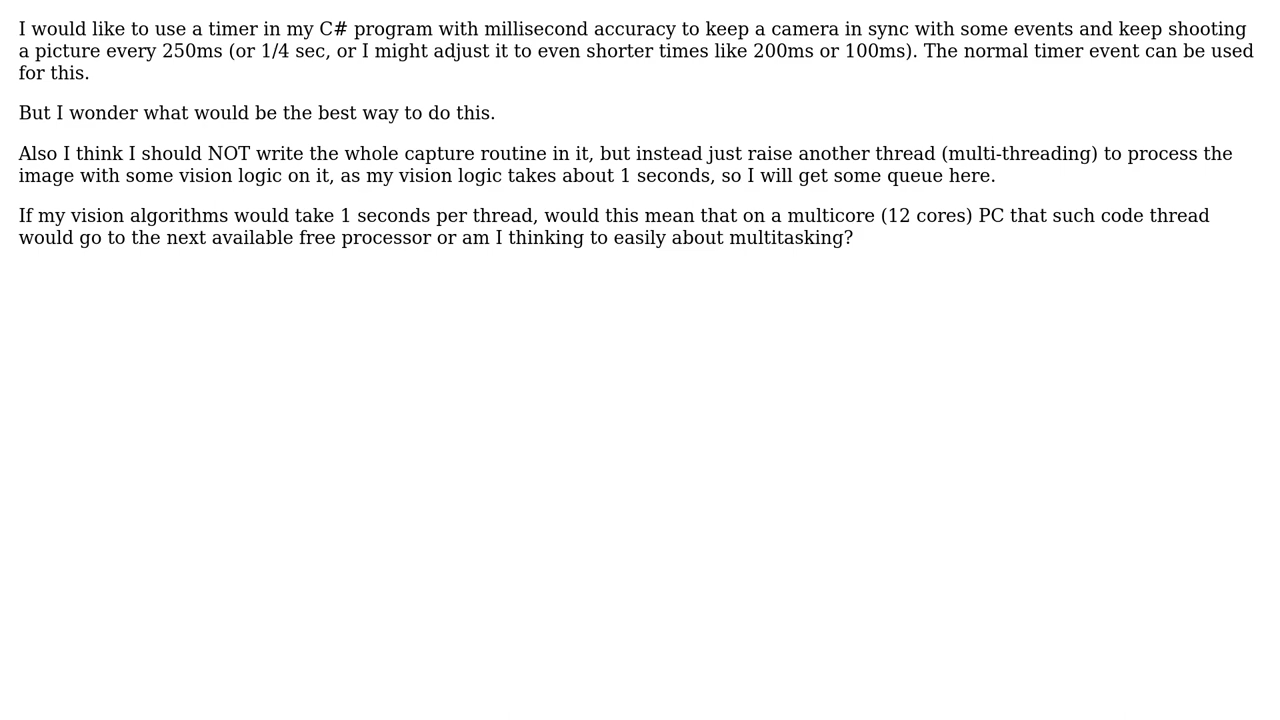 I would like to use a timer in my C# program with millisecond accuracy to keep a camera in sync with some events and keep shooting
a picture every 250ms (or 1/4 sec, or I might adjust it to even shorter times like 200ms or 100ms). The normal timer event can be used
for this.
But I wonder what would be the best way to do this.
Also I think I should NOT write the whole capture routine in it, but instead just raise another thread (multi-threading) to process the
image with some vision logic on it, as my vision logic takes about 1 seconds, so I will get some queue here.
If my vision algorithms would take 1 seconds per thread, would this mean that on a multicore (12 cores) PC that such code thread
would go to the next available free processor or am I thinking to easily about multitasking?